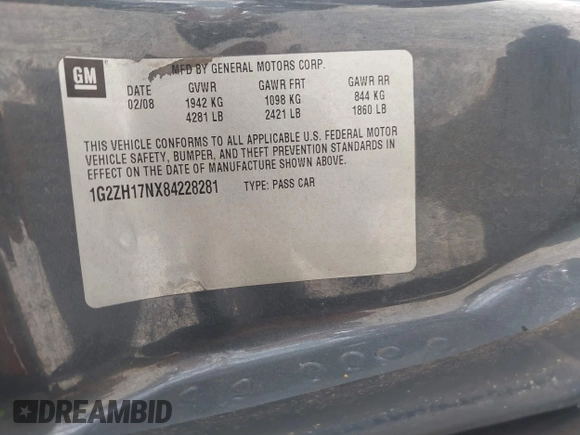 GM
MFD BY GENERAL MOTORS CORP.
DATE GVWR GAWR FRT GAWR RR
02/08 1942 KG 1098 KG 844 KG
4281 LB 2421 LB 1860 LB
THIS VEHICLE CONFORMS TO ALL APPLICABLE U.S. FEDERAL MOTOR
VEHICLE SAFETY, BUMPER, AND THEFT PREVENTION STANDARDS IN
EFFECT ON THE DATE OF MANUFACTURE SHOWN ABOVE.
1G2ZH17NX84228281 TYPE: PASS CAR
DREAMBID